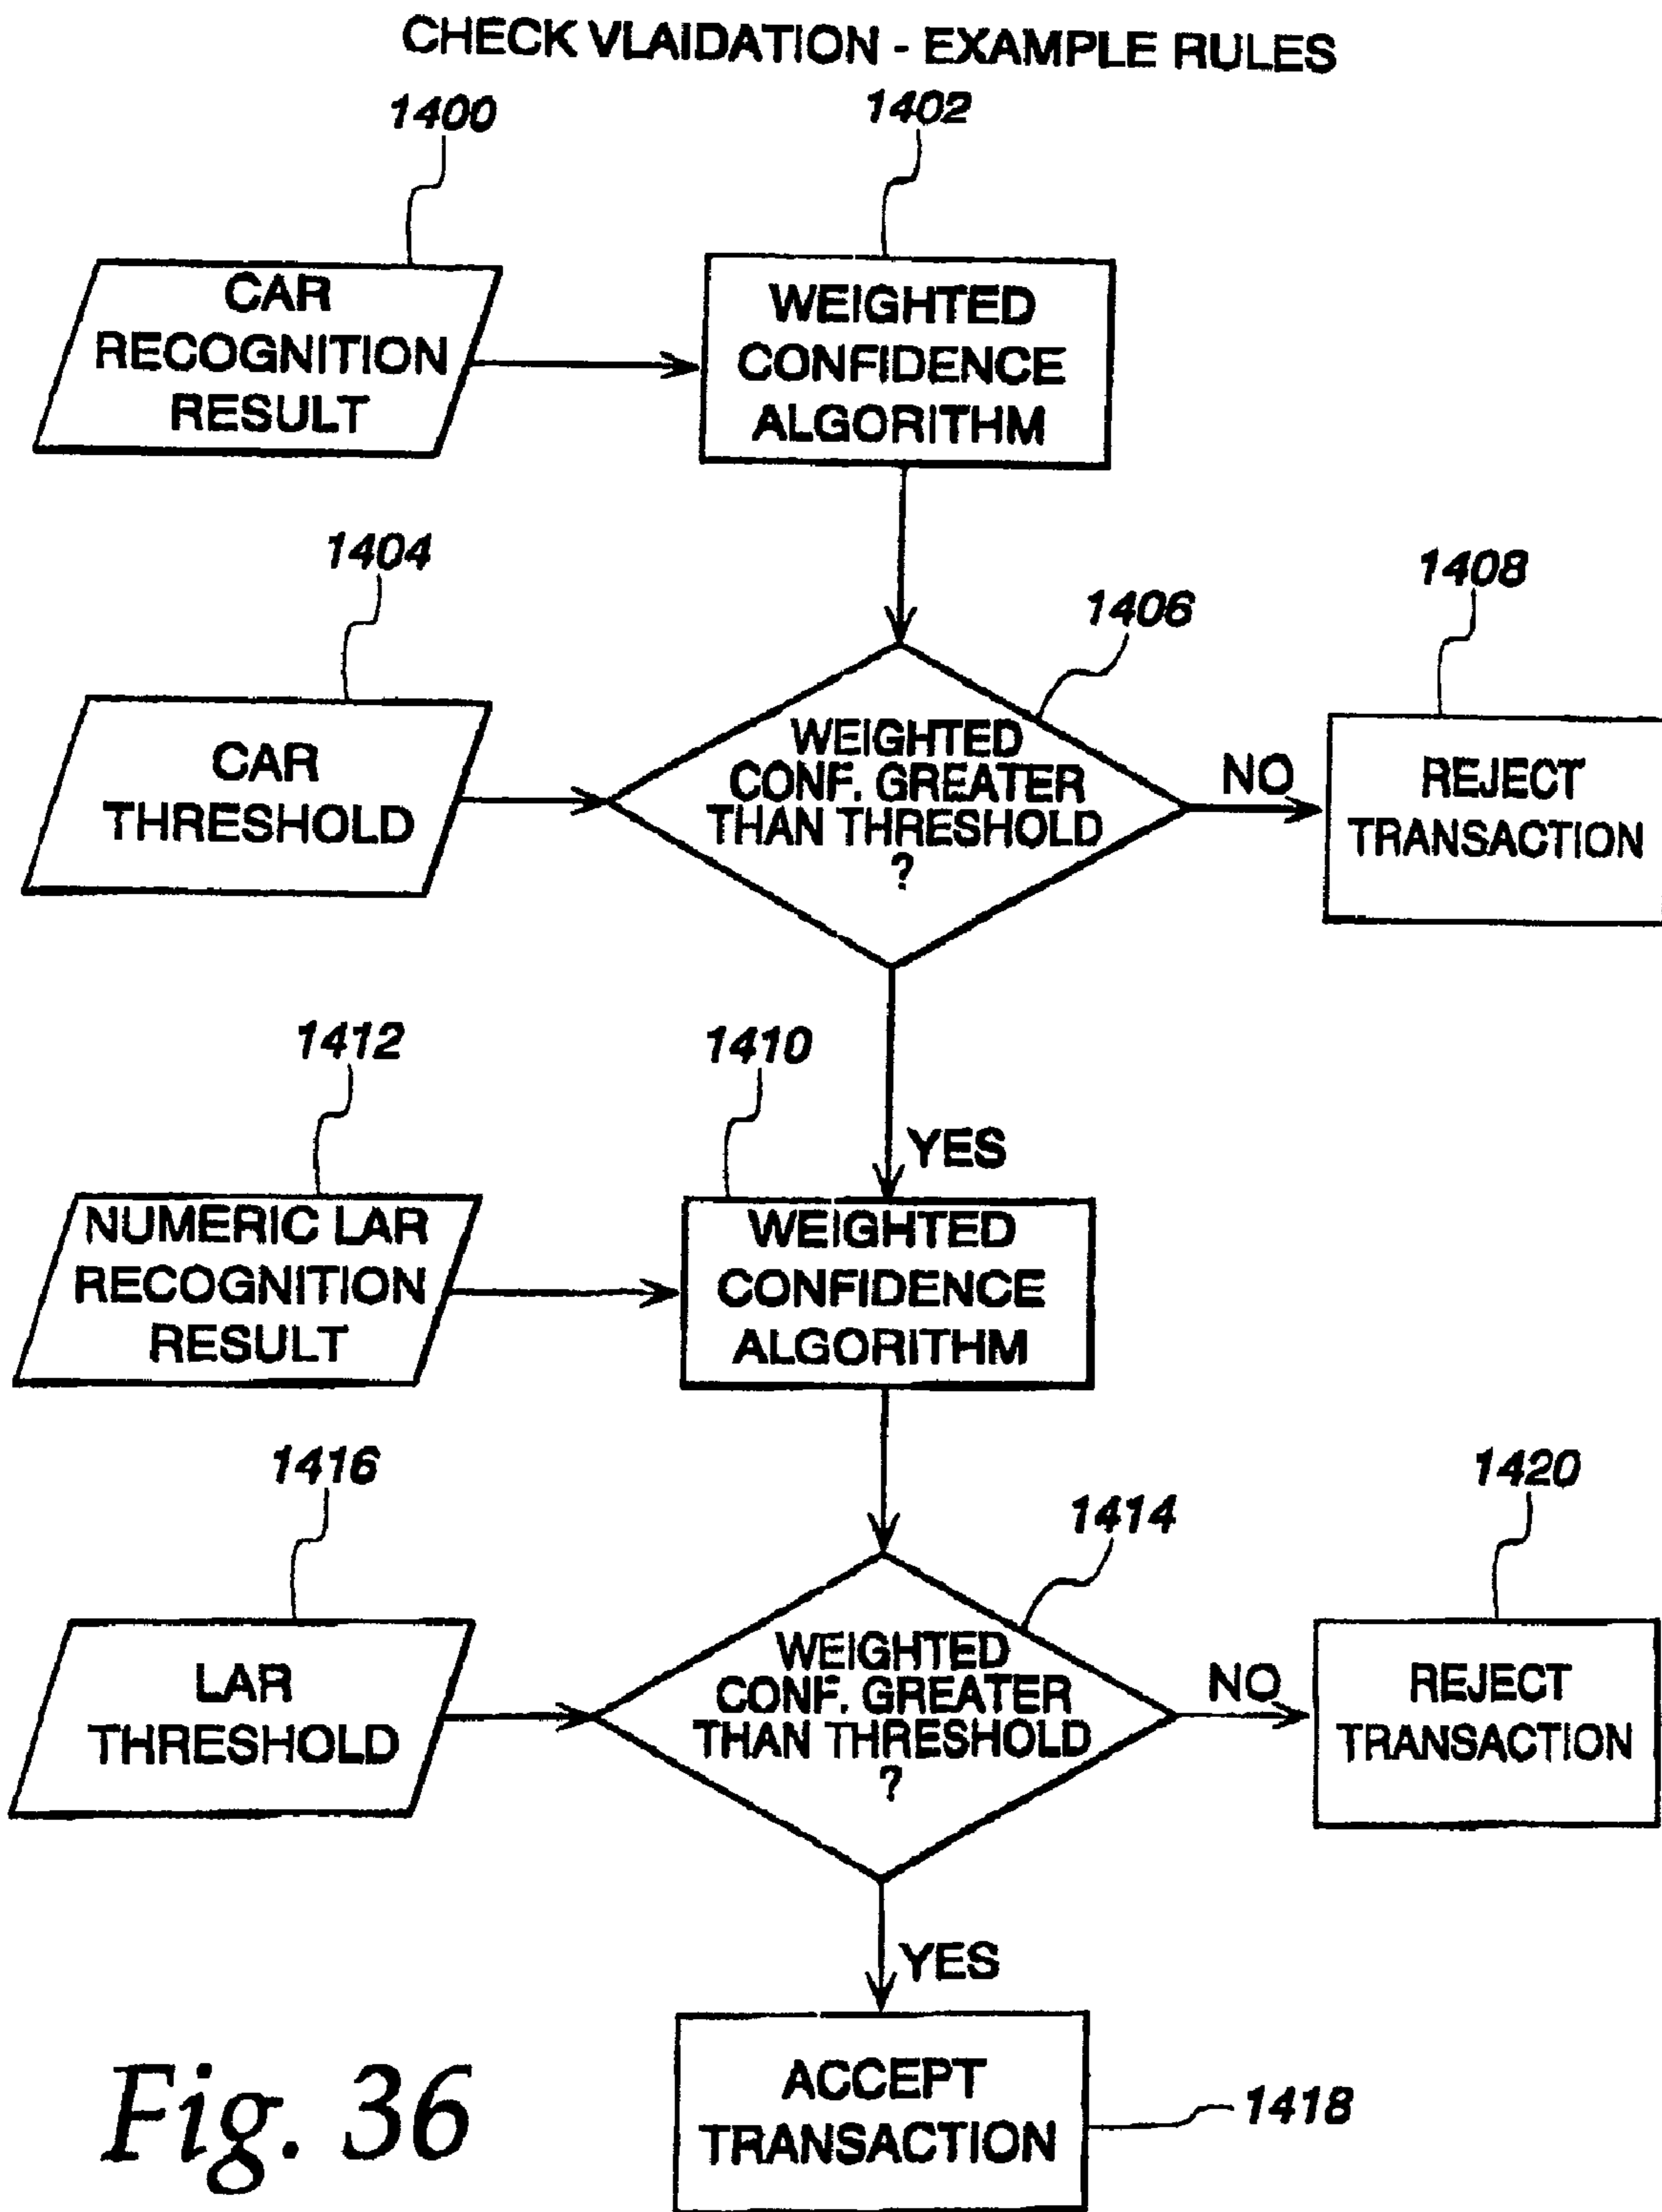 CHECK VLAIDATION - EXAMPLE RULES
1400
1402
CAR
RECOGNITION
RESULT
WEIGHTED
CONFIDENCE
ALGORITHM
1404
1406
1408
CAR
THRESHOLD
WEIGHTED
CONF. GREATER
THAN THRESHOLD
?
NO
REJECT
TRANSACTION
1412
1410
YES
NUMERIC LAR
RECOGNITION
RESULT
WEIGHTED
CONFIDENCE
ALGORITHM
1416
1414
1420
LAR
THRESHOLD
WEIGHTED
CONF. GREATER
THAN THRESHOLD
?
NO
REJECT
TRANSACTION
YES
ACCEPT
TRANSACTION
1418
Fig. 36